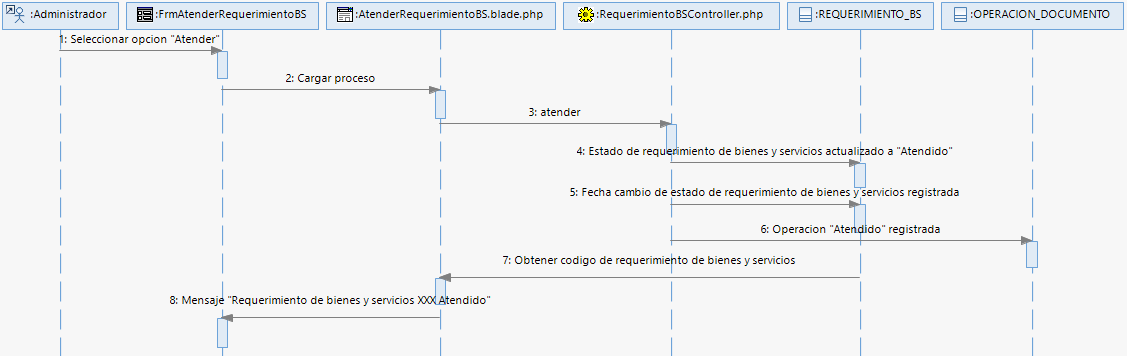 :Administrador
:FrmAtenderRequerimientoBS
:AtenderRequerimientoBS.blade.php
:RequerimientoBSController.php
:REQUERIMIENTO_BS
:OPERACION_DOCUMENTO
1: Seleccionar opcion "Atender"
2: Cargar proceso
3: atender
4: Estado de requerimiento de bienes y servicios actualizado a "Atendido"
5: Fecha cambio de estado de requerimiento de bienes y servicios registrada
6: Operacion "Atendido" registrada
7: Obtener codigo de requerimiento de bienes y servicios
8: Mensaje "Requerimiento de bienes y servicios XXX Atendido"